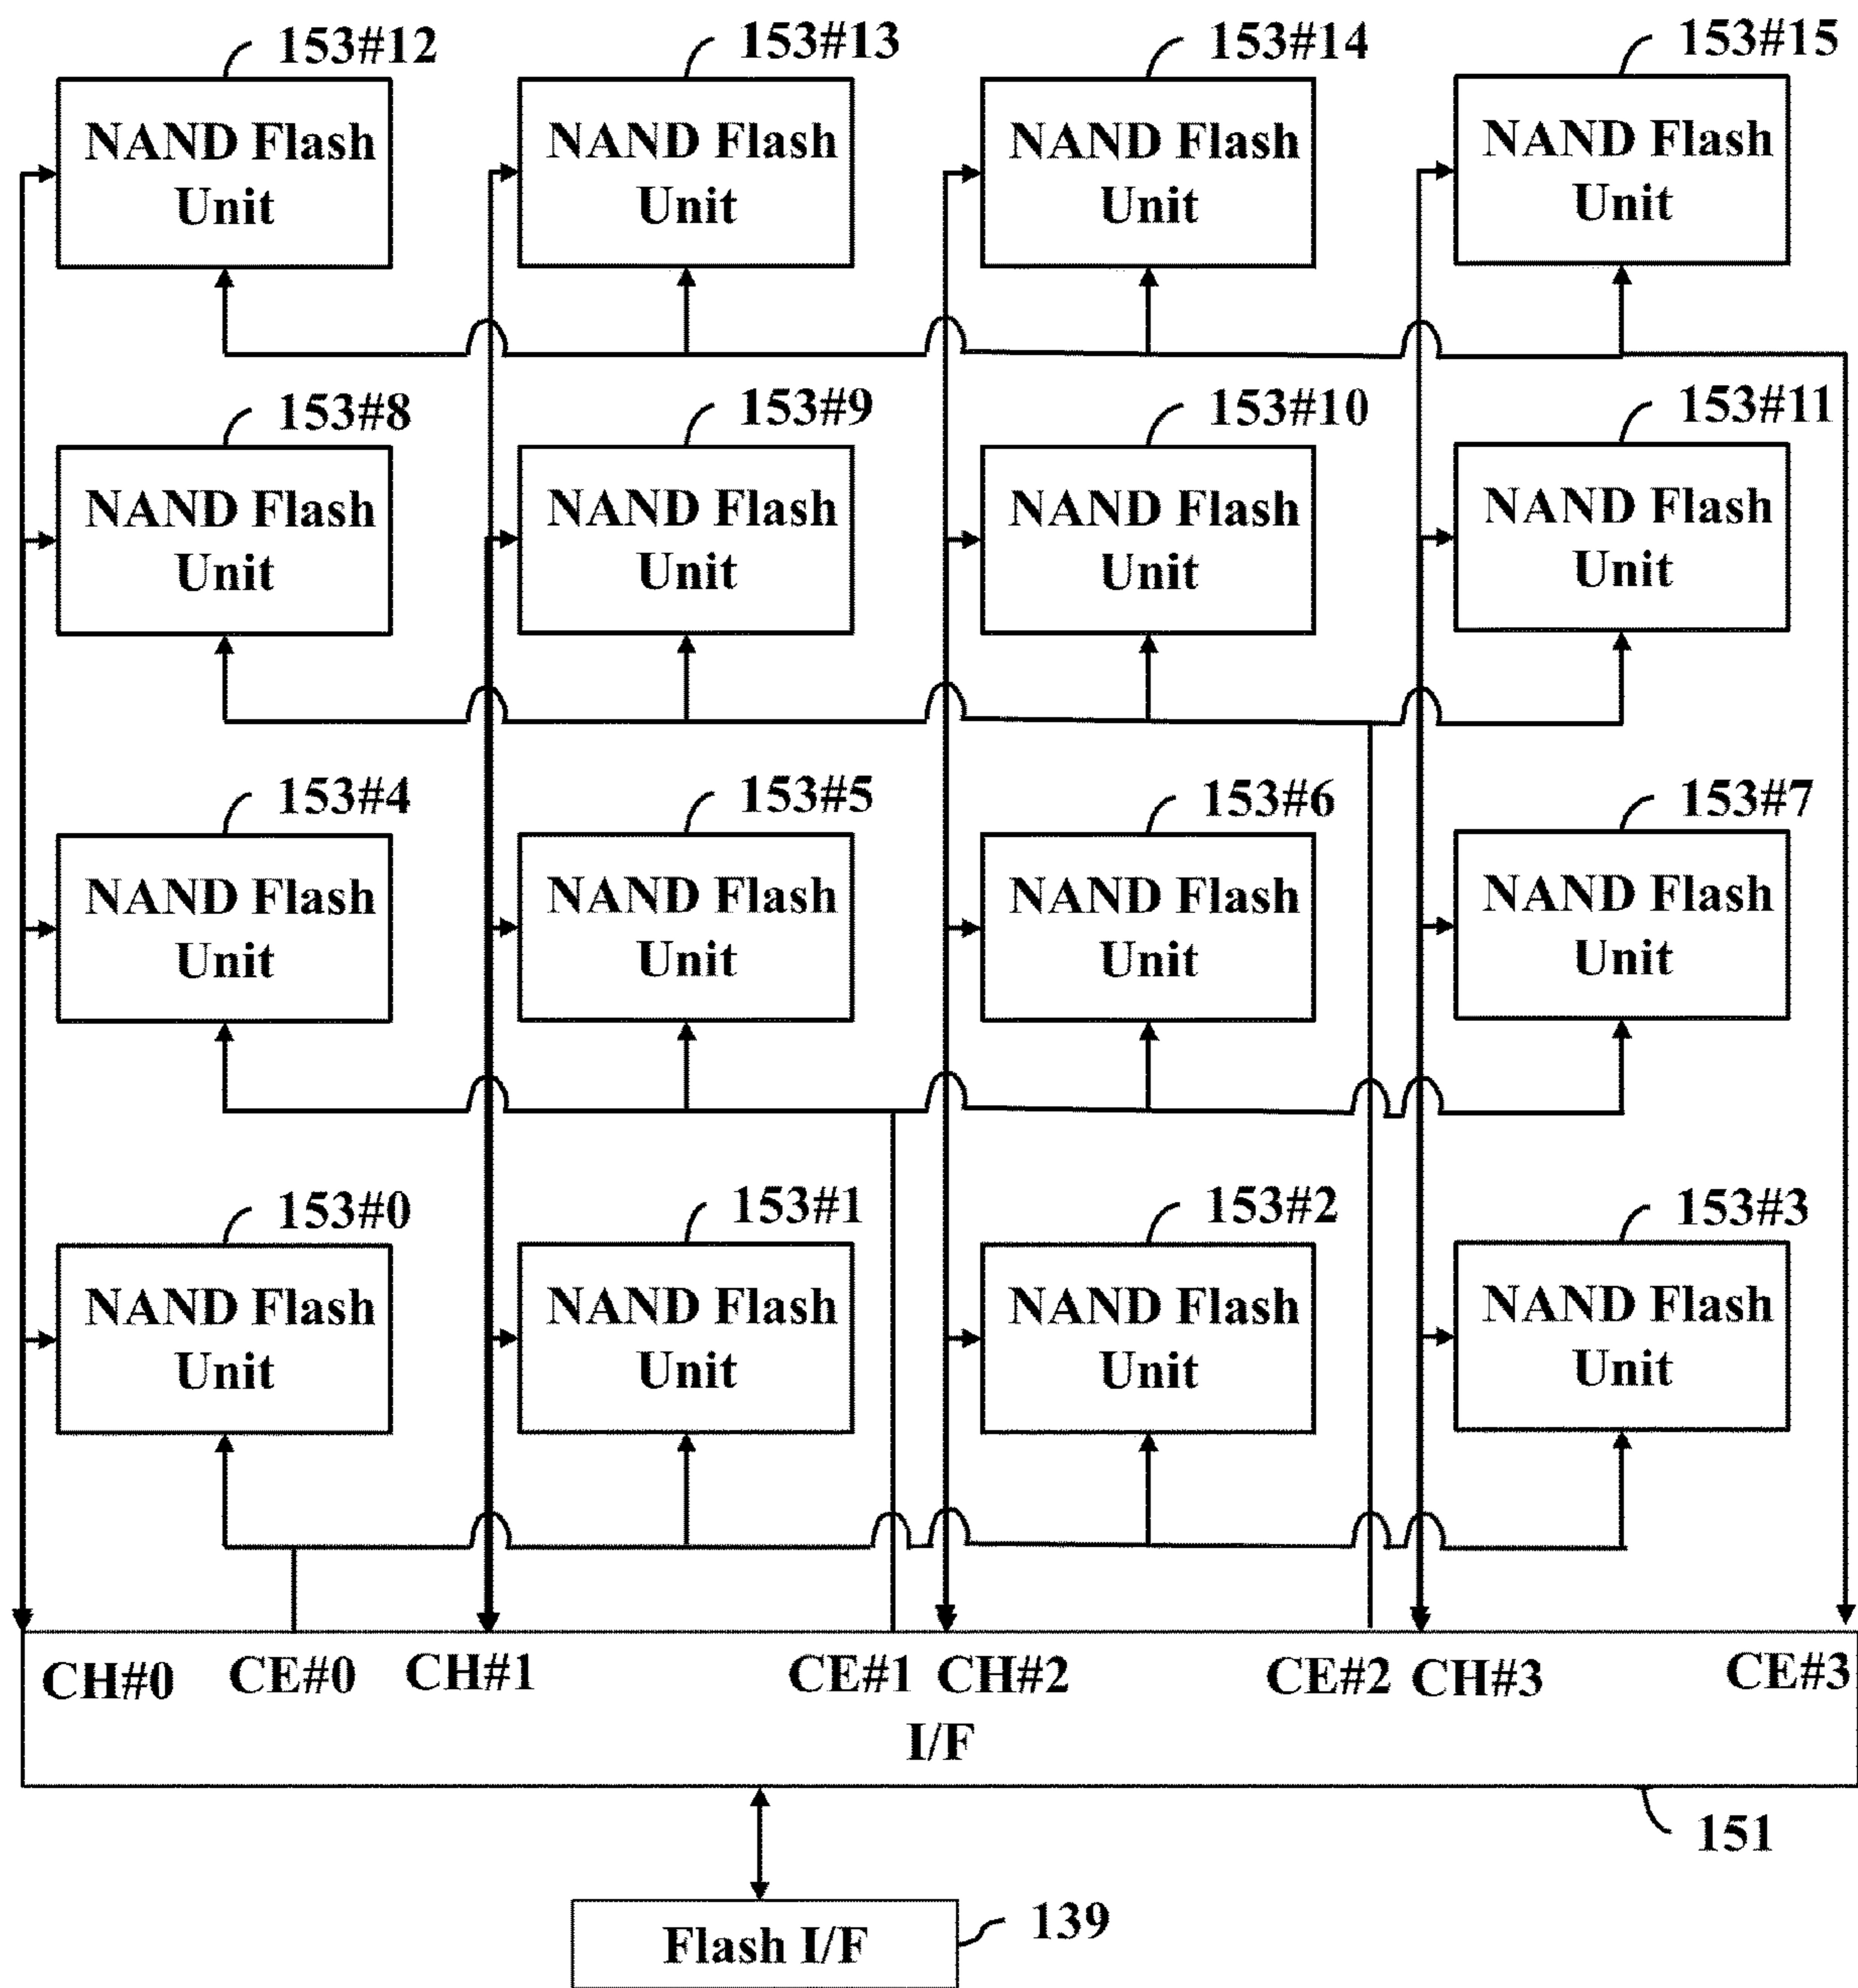 153#12 153#13 153#14 153#15
NAND Flash NAND Flash NAND Flash NAND Flash
Unit Unit Unit Unit
153#8 153#9 153#10 153#11
NAND Flash NAND Flash NAND Flash NAND Flash
Unit Unit Unit Unit
153#4 153#5 153#6 153#7
NAND Flash NAND Flash NAND Flash NAND Flash
Unit Unit Unit Unit
153#0 153#1 153#2 153#3
NAND Flash NAND Flash NAND Flash NAND Flash
Unit Unit Unit Unit
CH#0 CE#0 CH#1 CE#1 CH#2 CE#2 CH#3 CE#3
I/F
151
Flash I/F 139